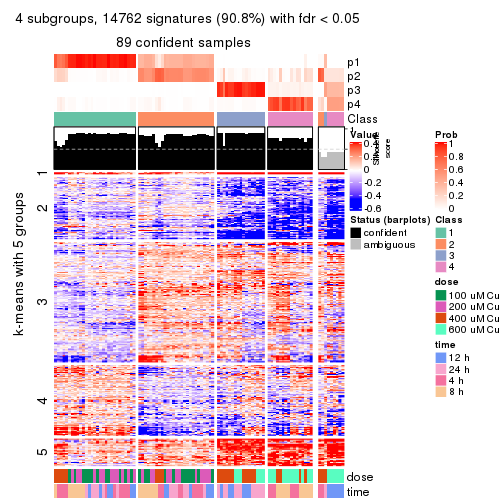 4 subgroups, 14762 signatures (90.8%) with fdr < 0.05
89 confident samples
p1
p2
p3
p4
Class
k-means with 5 groups
1
2
3
4
5
dose
time
Value
0.4
0.2
0
-0.2
-0.4
-0.6
Silhouette
score
1
Status (barplots)
confident
ambiguous
Prob
1
0.8
0.6
0.4
0.2
0
Class
1
2
3
4
dose
100 uM Cu
200 uM Cu
400 uM Cu
600 uM Cu
time
12 h
24 h
4 h
8 h